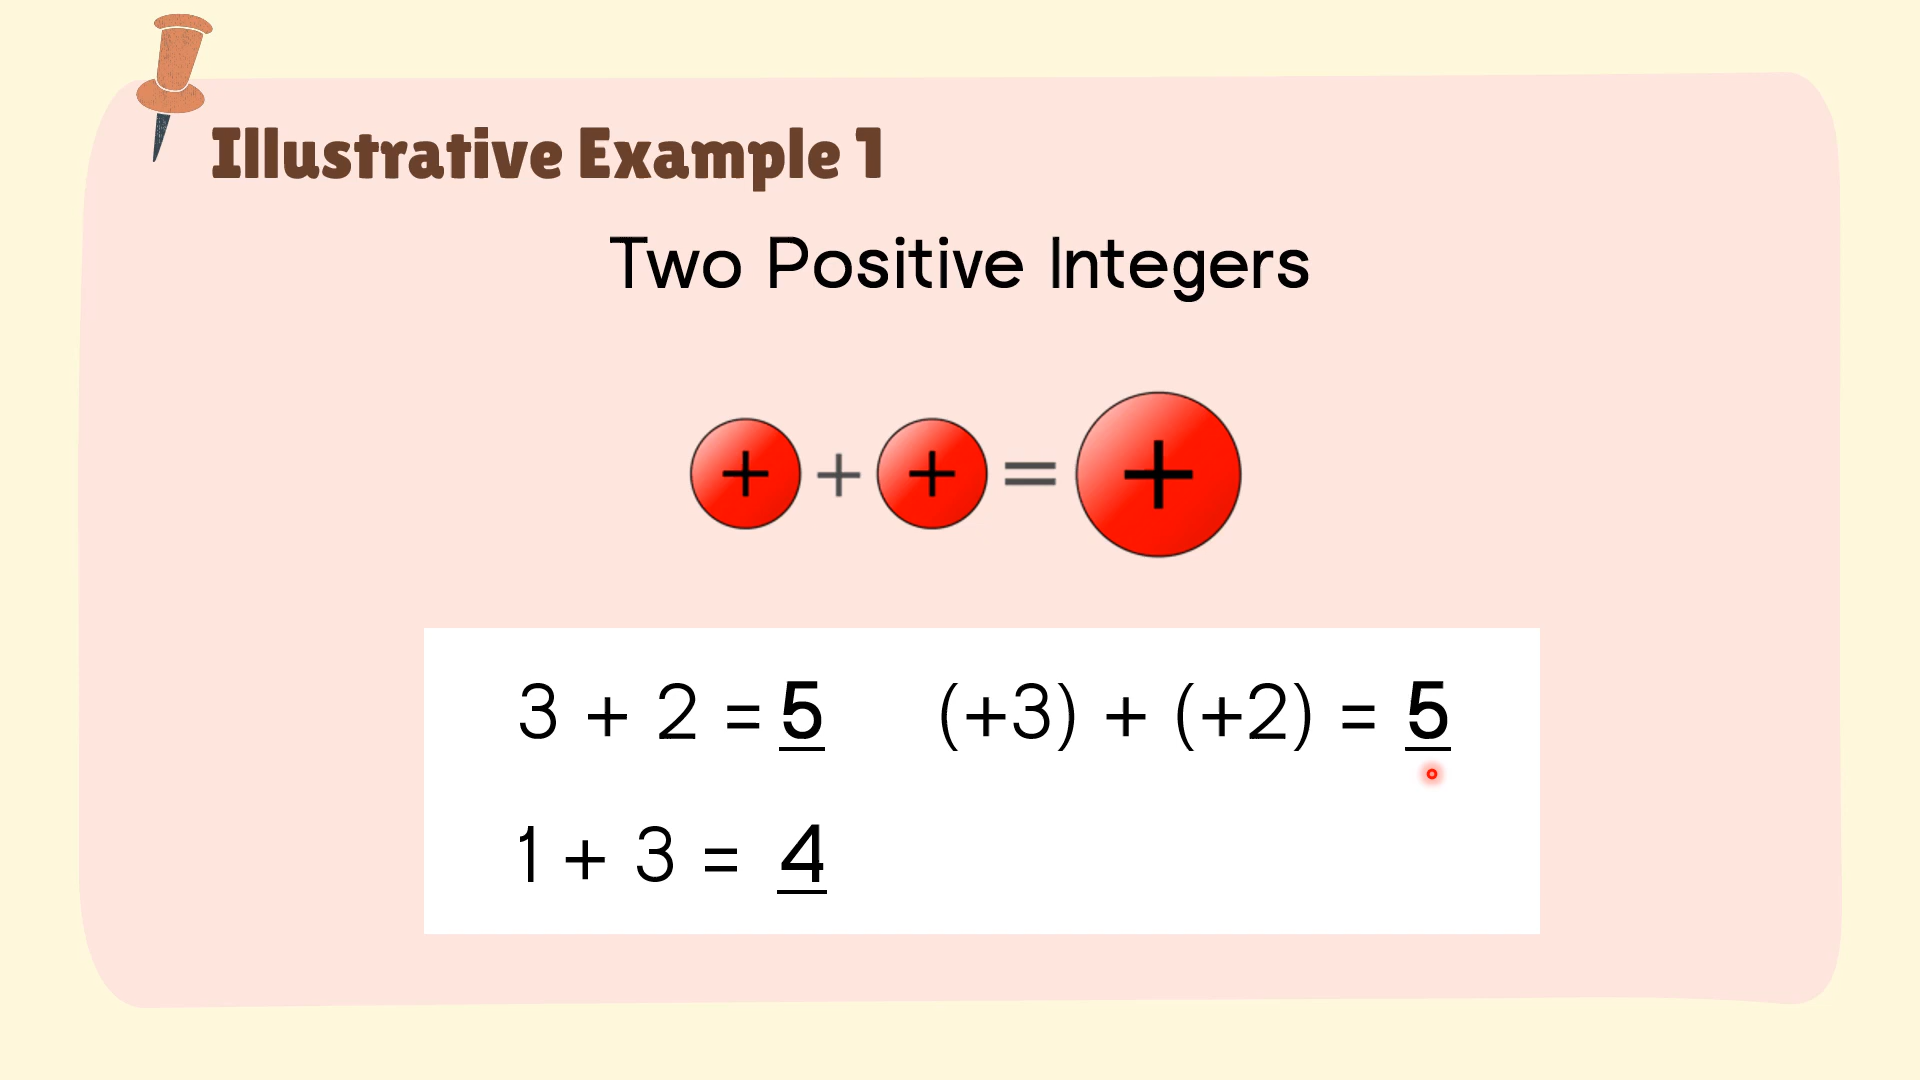 Illustrative Example 1
Two Positive Integers
+ + + = +
3 + 2 = 5 (+3) + (+2) = 5
1 + 3 = 4